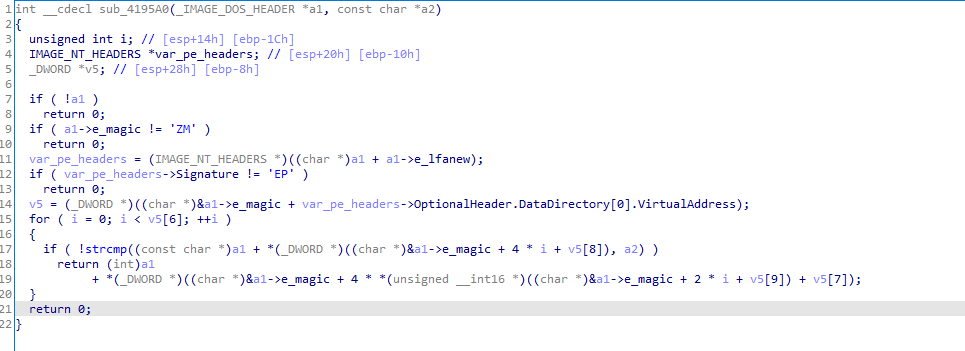 1 int __cdecl sub_4195A0(_IMAGE_DOS_HEADER *a1, const char *a2)
2 {
3   unsigned int i; // [esp+14h] [ebp-1Ch]
4   IMAGE_NT_HEADERS *var_pe_headers; // [esp+20h] [ebp-10h]
5   _DWORD *v5; // [esp+28h] [ebp-8h]
6
7   if ( !a1 )
8     return 0;
9   if ( a1->e_magic != 'ZM' )
10     return 0;
11   var_pe_headers = (IMAGE_NT_HEADERS *)((char *)a1 + a1->e_lfanew);
12   if ( var_pe_headers->Signature != 'EP' )
13     return 0;
14   v5 = (_DWORD *)((char *)&a1->e_magic + var_pe_headers->OptionalHeader.DataDirectory[0].VirtualAddress);
15   for ( i = 0; i < v5[6]; ++i )
16   {
17     if ( !strcmp((const char *)a1 + *(_DWORD *)((char *)&a1->e_magic + 4 * i + v5[8]), a2) )
18       return (int)a1
19            + *(_DWORD *)((char *)&a1->e_magic + 4 * *(unsigned __int16 *)((char *)&a1->e_magic + 2 * i + v5[9]) + v5[7]);
20   }
21   return 0;
22 }